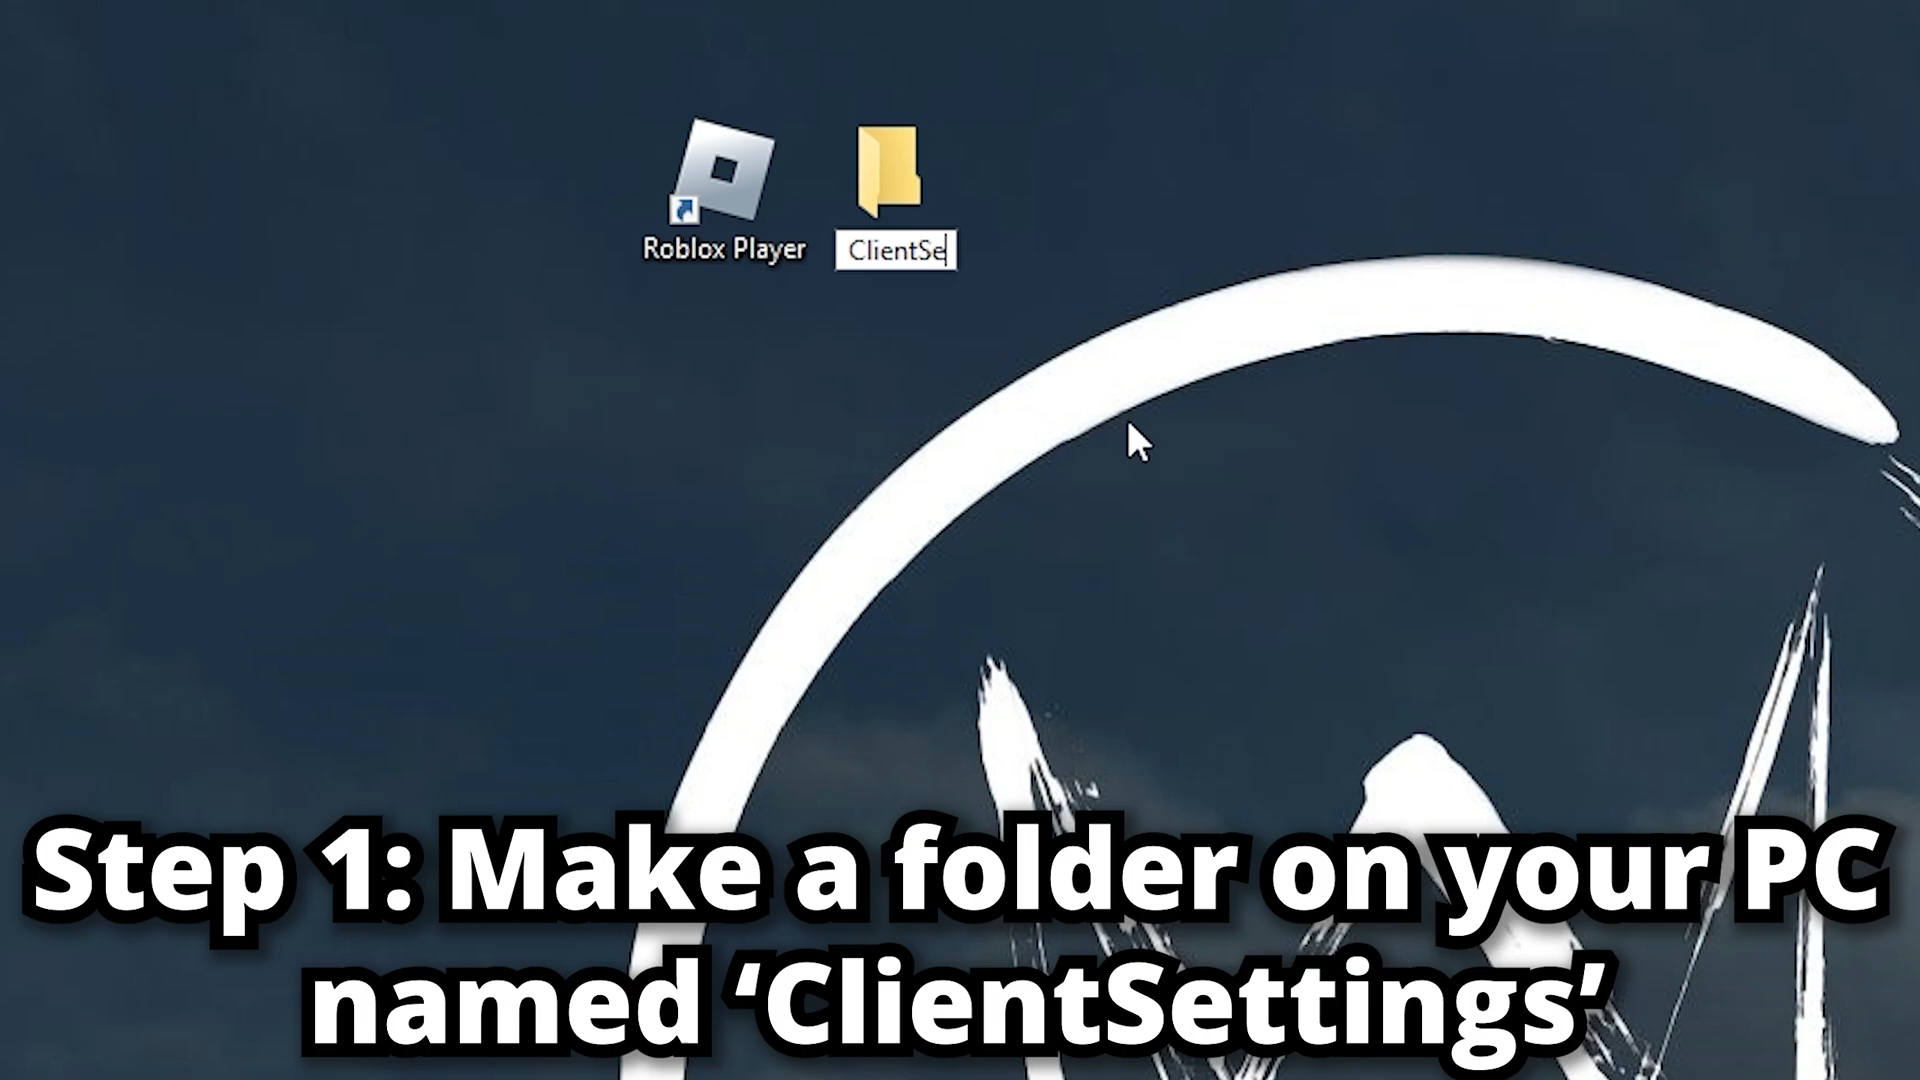 Roblox Player
ClientSe
Step 1: Make a folder on your PC
named ‘ClientSettings’